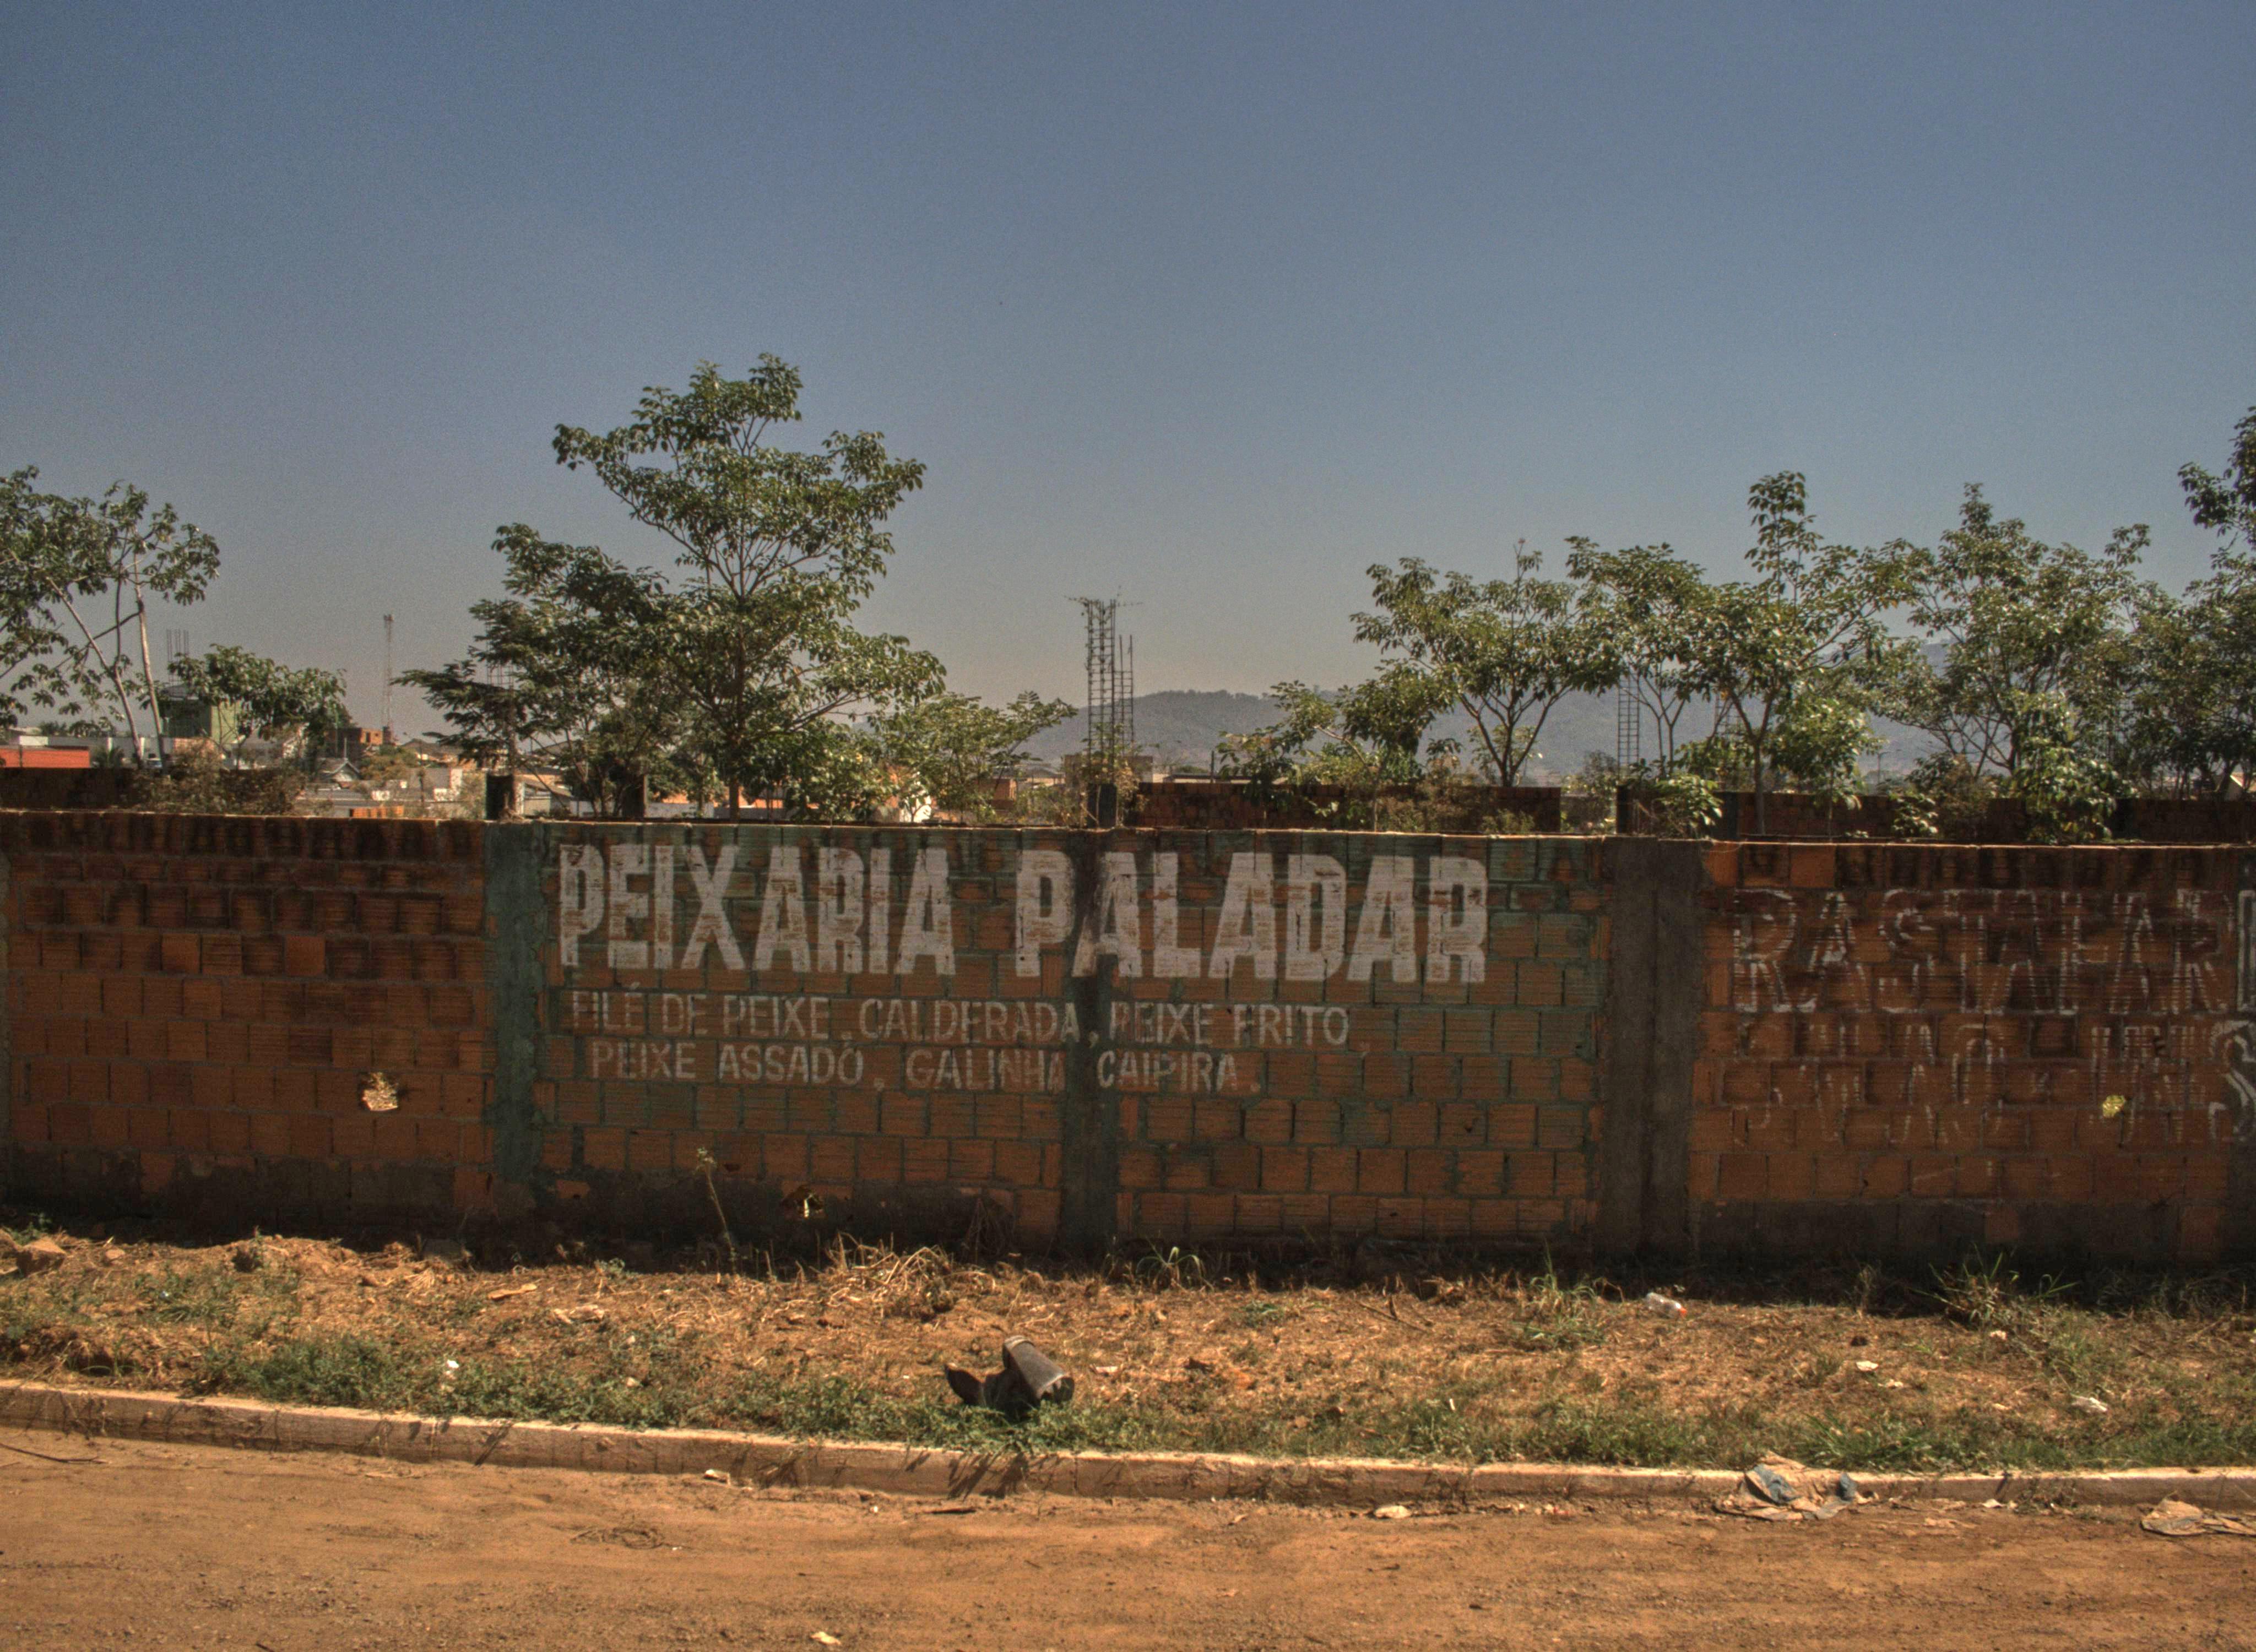 PEIXARIA PALADAR
FILÉ DE PEIXE, CALDERADA, PEIXE FRITO,
PEIXE ASSADO, GALINHA CAIPIRA.